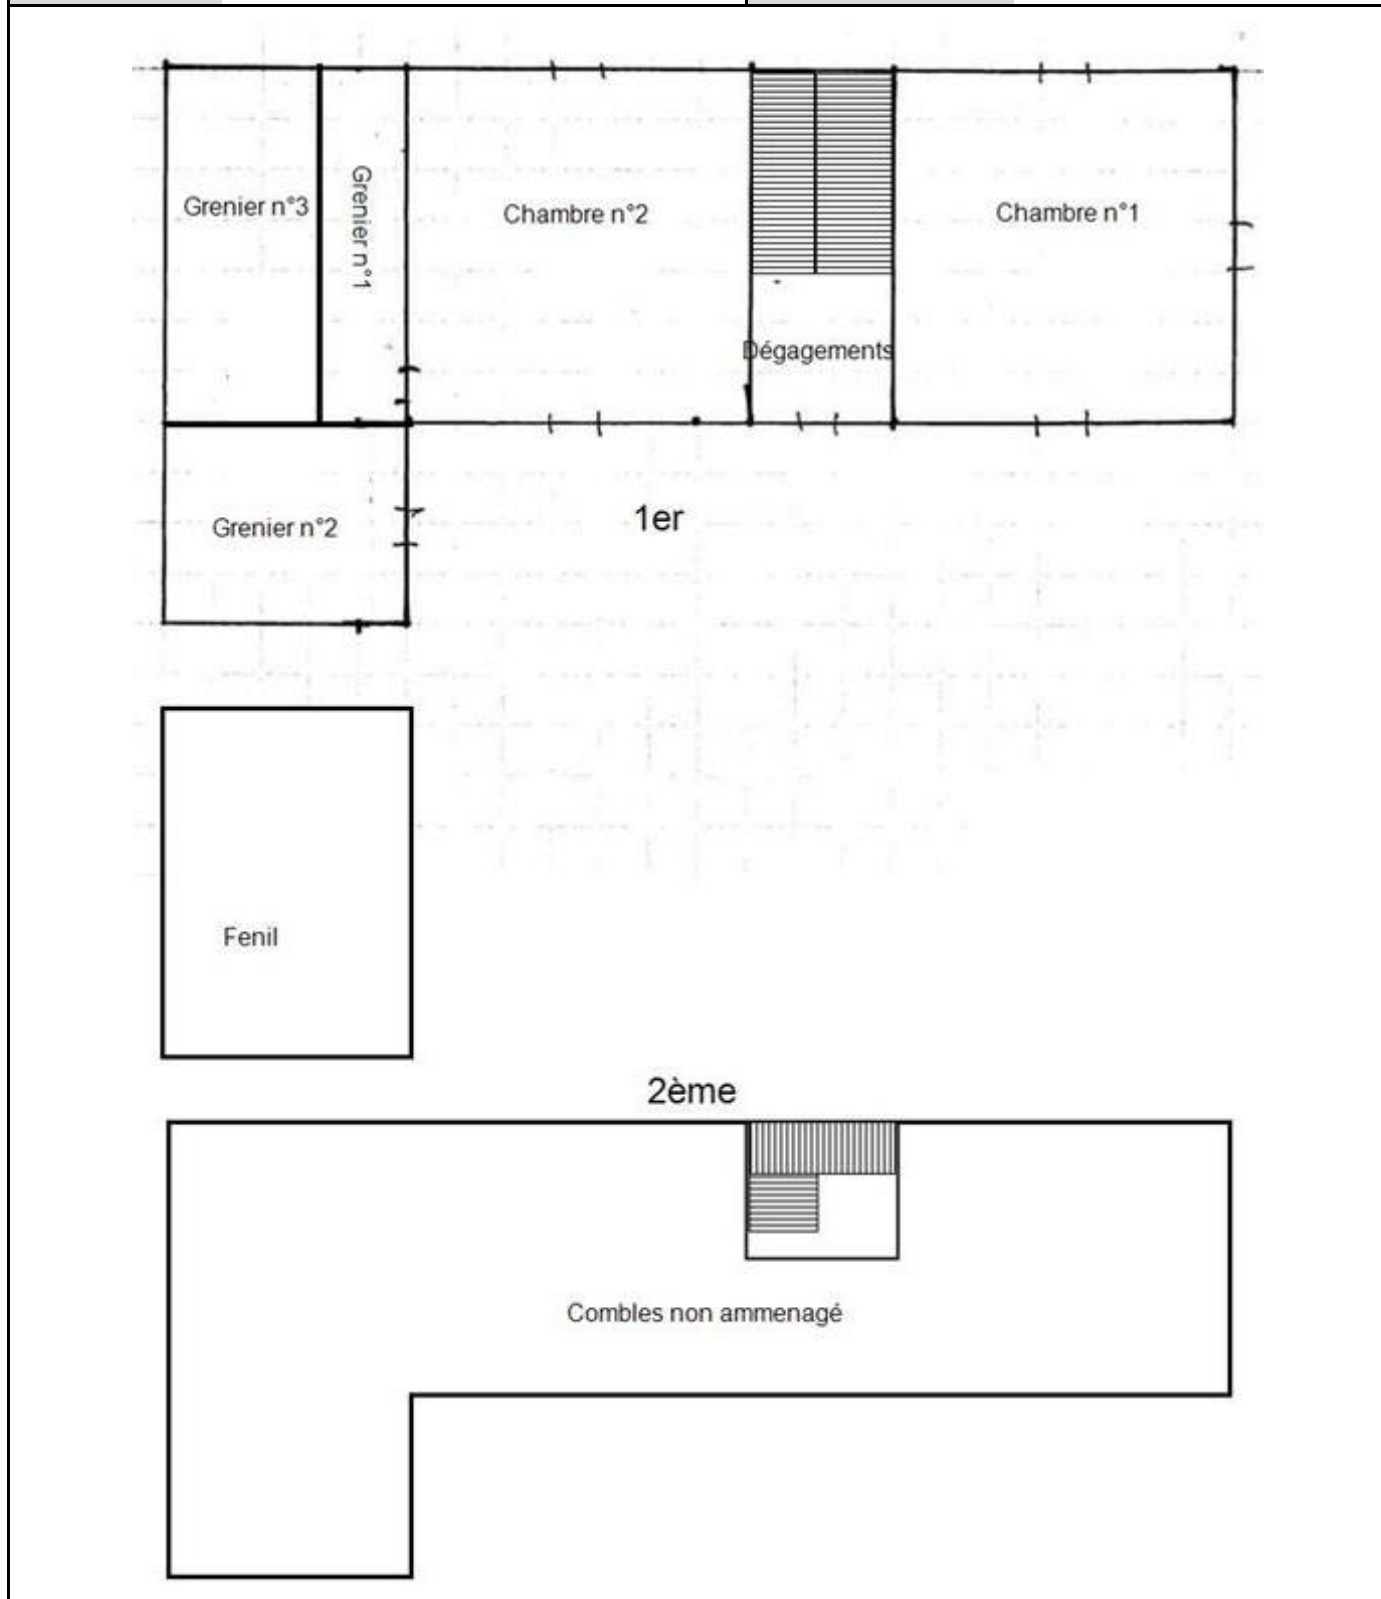 Grenier n°3
Grenier n°1
Chambre n°2
Chambre n°1
Dégagements
Grenier n°2
1er
Fenil
2ème
Combles non ammenagé